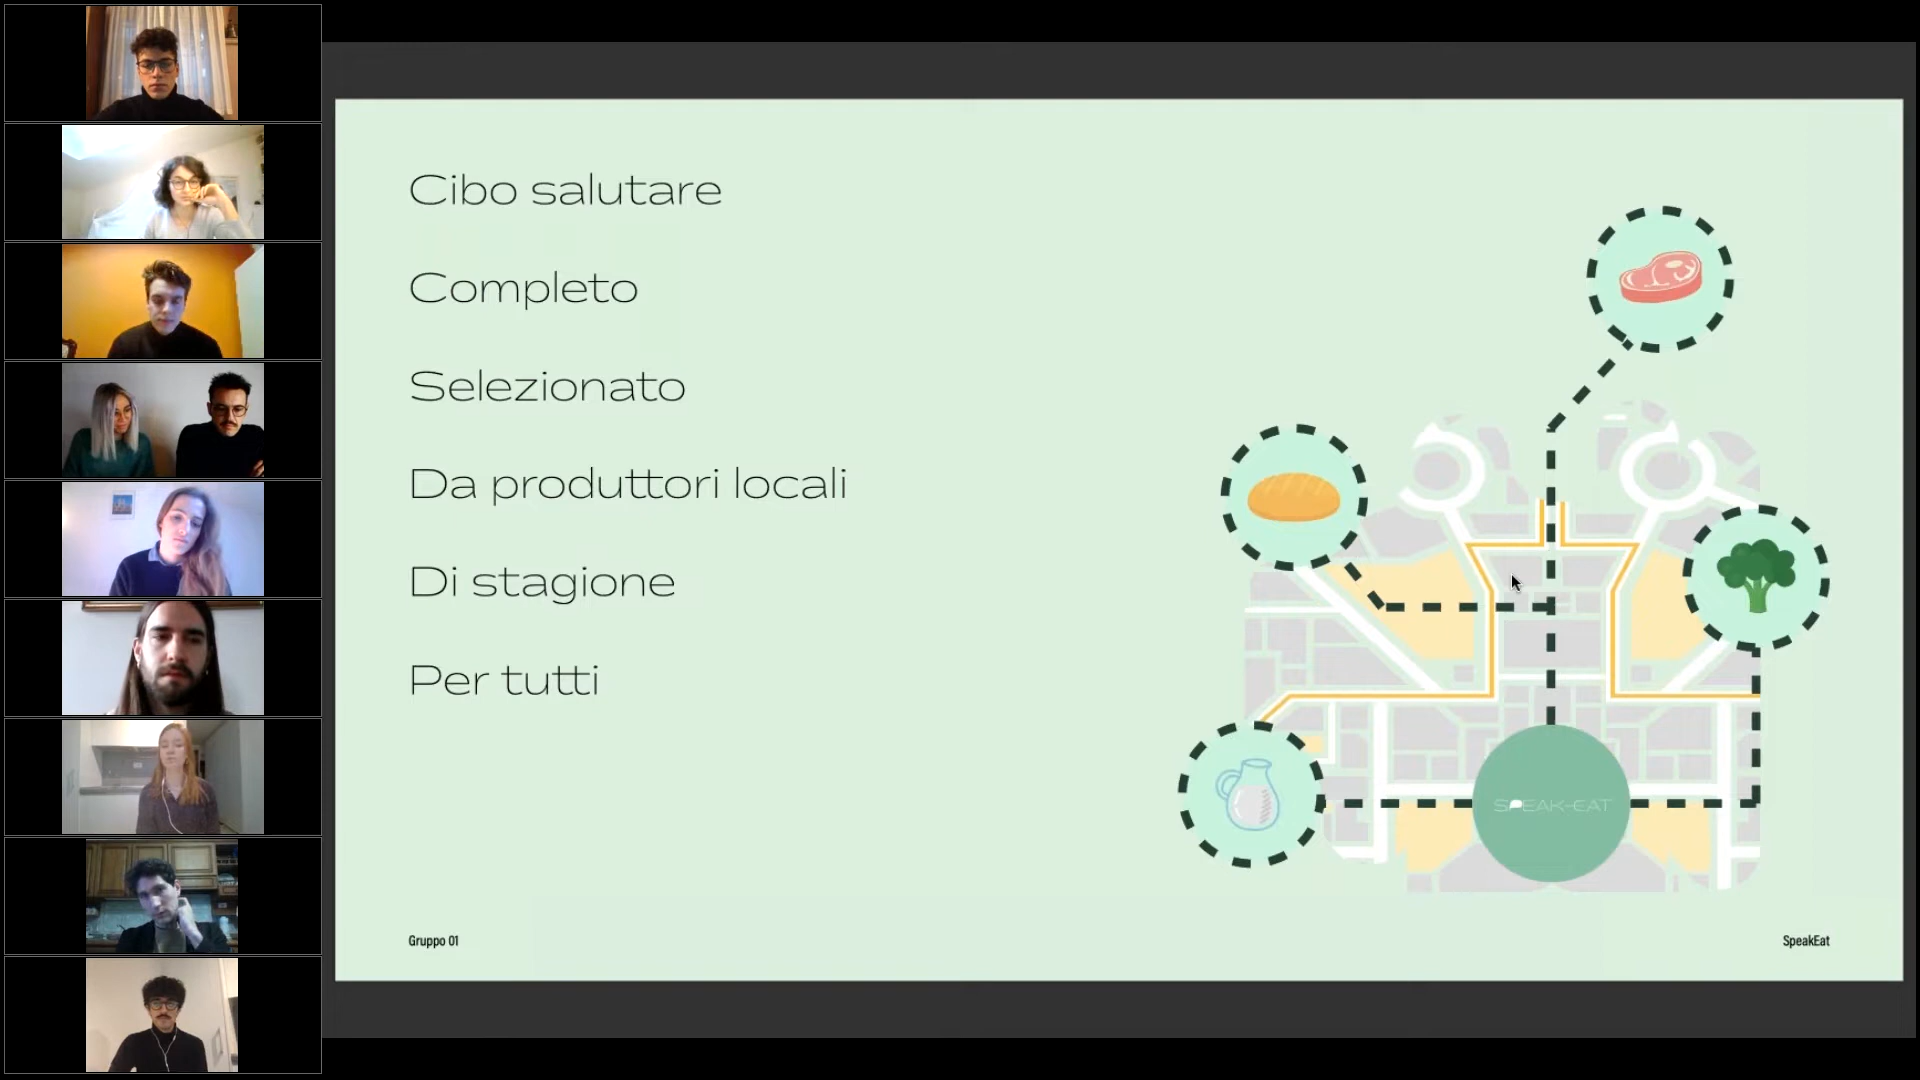 Cibo salutare
Completo
Selezionato
Da produttori locali
Di stagione
Per tutti
SPEAK-EAT
Gruppo 01
SpeakEat